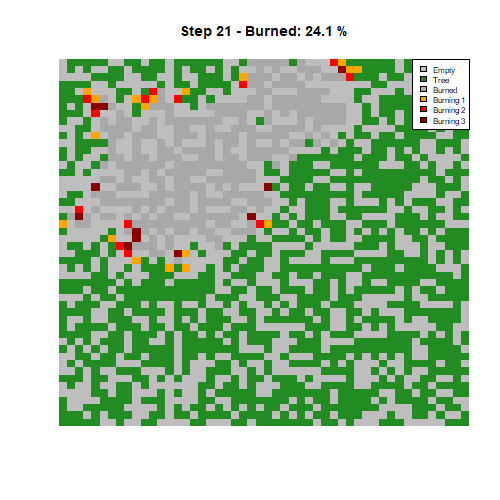 Step 21 - Burned: 24.1 %
Empty
Tree
Burned
Burning 1
Burning 2
Burning 3